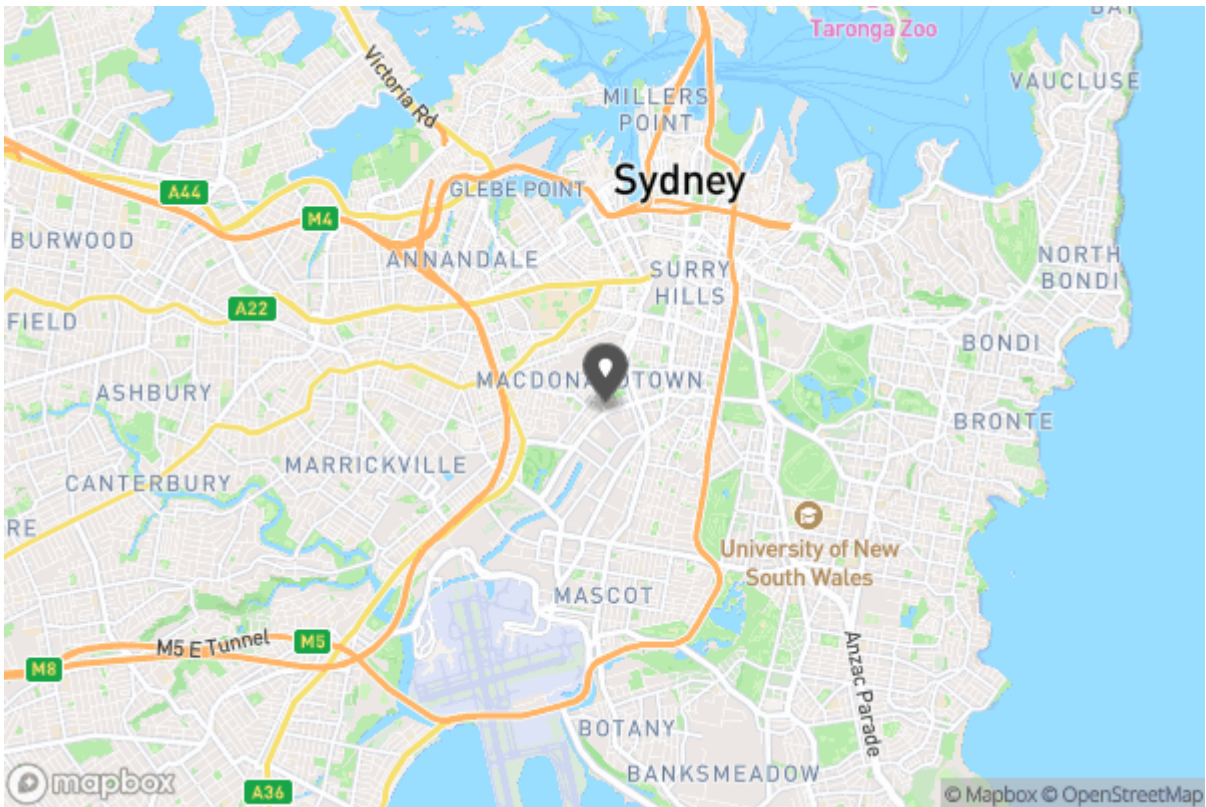 Taronga Zoo
BAY
VAUCLUSE
Victoria Rd
MILLERS
POINT
Sydney
A44
GLEBE POINT
M4
BURWOOD
ANNANDALE
NORTH
BONDI
SURRY
HILLS
A22
FIELD
BONDI
ASHBURY
BRONTE
MARRICKVILLE
CANTERBURY
RE
University of New
South Wales
MASCOT
M5 E Tunnel
M5
M8
Anzac Parade
BOTANY
BANKSMEADOW
A36
mapbox
© Mapbox © OpenStreetMap